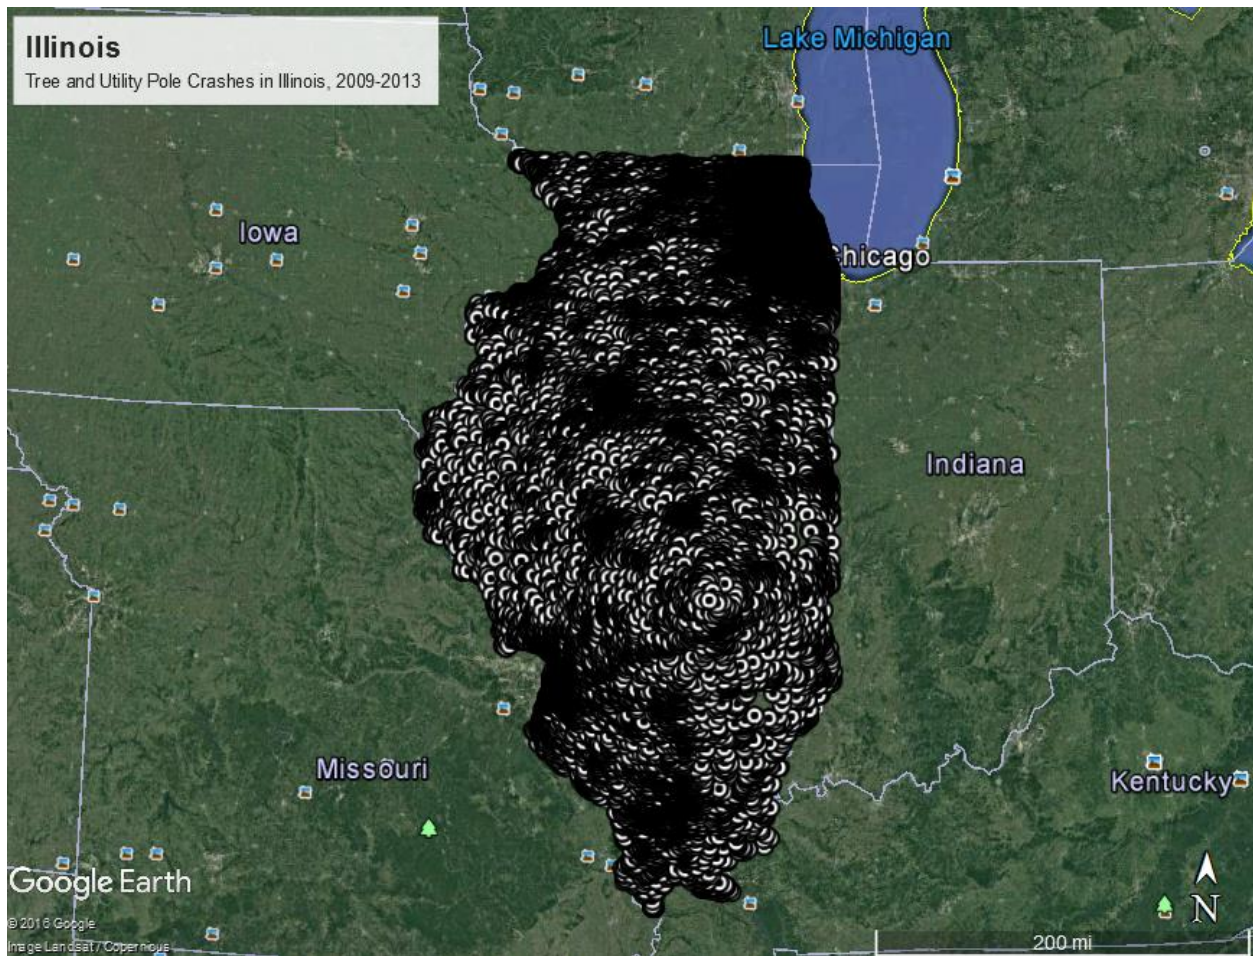 Illinois
Tree and Utility Pole Crashes in Illinois, 2009-2013
Lake Michigan
Iowa
Chicago
Indiana
Missouri
Kentucky
Google Earth
© 2016 Google
Image Landsat / Copernicus
N
200 mi